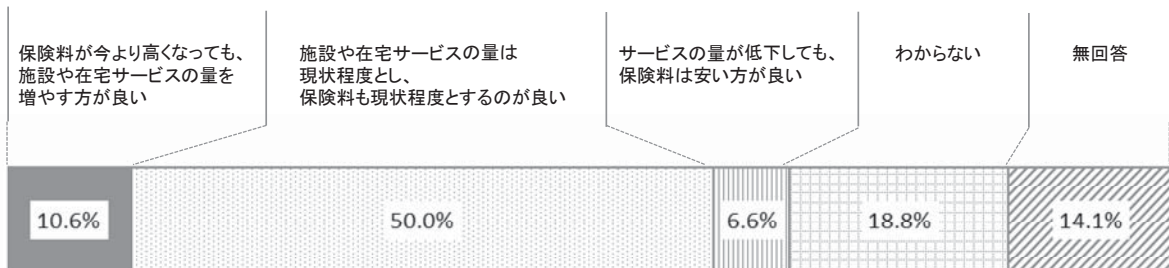 保険料が今より高くなっても、
施設や在宅サービスの量を
増やす方が良い
施設や在宅サービスの量は
現状程度とし、
保険料も現状程度とするのが良い
サービスの量が低下しても、
保険料は安い方が良い
わからない
無回答
10.6%
50.0%
6.6%
18.8%
14.1%